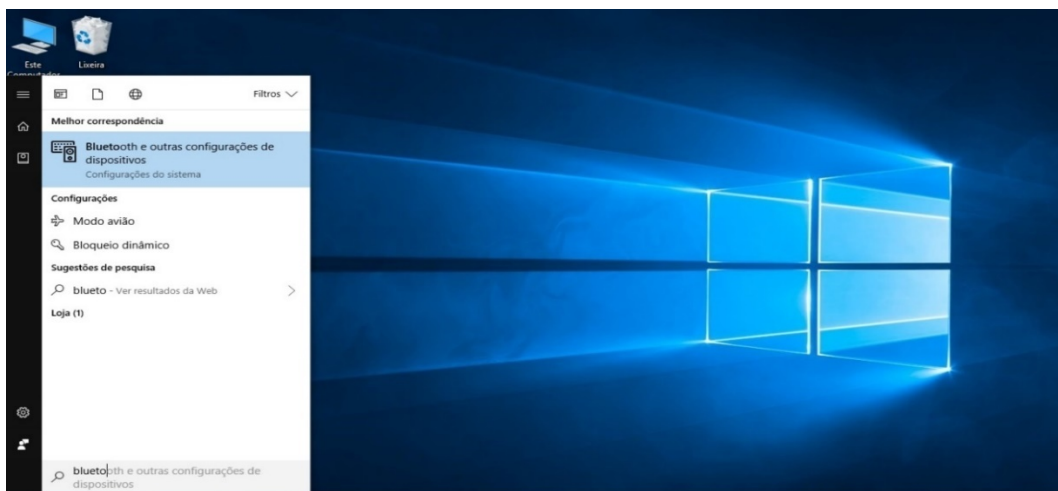 Este
Computador
Lixeira
Filtros
Melhor correspondência
Bluetooth e outras configurações de
dispositivos
Configurações do sistema
Configurações
Modo avião
Bloqueio dinâmico
Sugestões de pesquisa
blueto - Ver resultados da Web
Loja (1)
bluetooth e outras configurações de
dispositivos